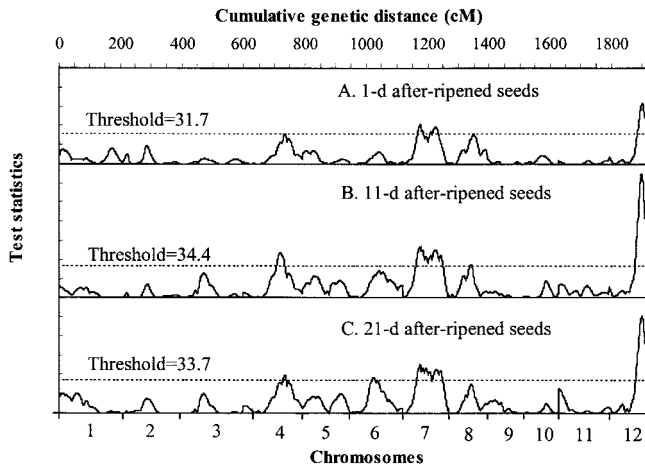 Cumulative genetic distance (cM)
0 200 400 600 800 1000 1200 1400 1600 1800
A. 1-d after-ripened seeds
Threshold=31.7
B. 11-d after-ripened seeds
Threshold=34.4
C. 21-d after-ripened seeds
Threshold=33.7
Test statistics
1 2 3 4 5 6 7 8 9 10 11 12
Chromosomes